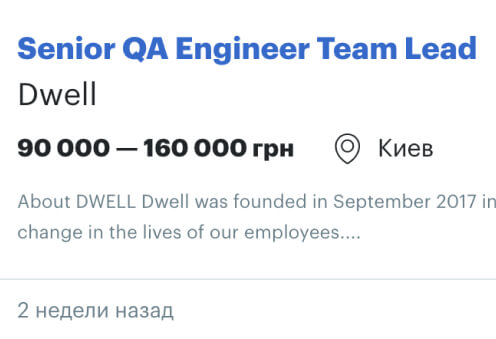 Senior QA Engineer Team Lead
Dwell
90 000 — 160 000 грн Киев
About DWELL Dwell was founded in September 2017 in
change in the lives of our employees....
2 недели назад